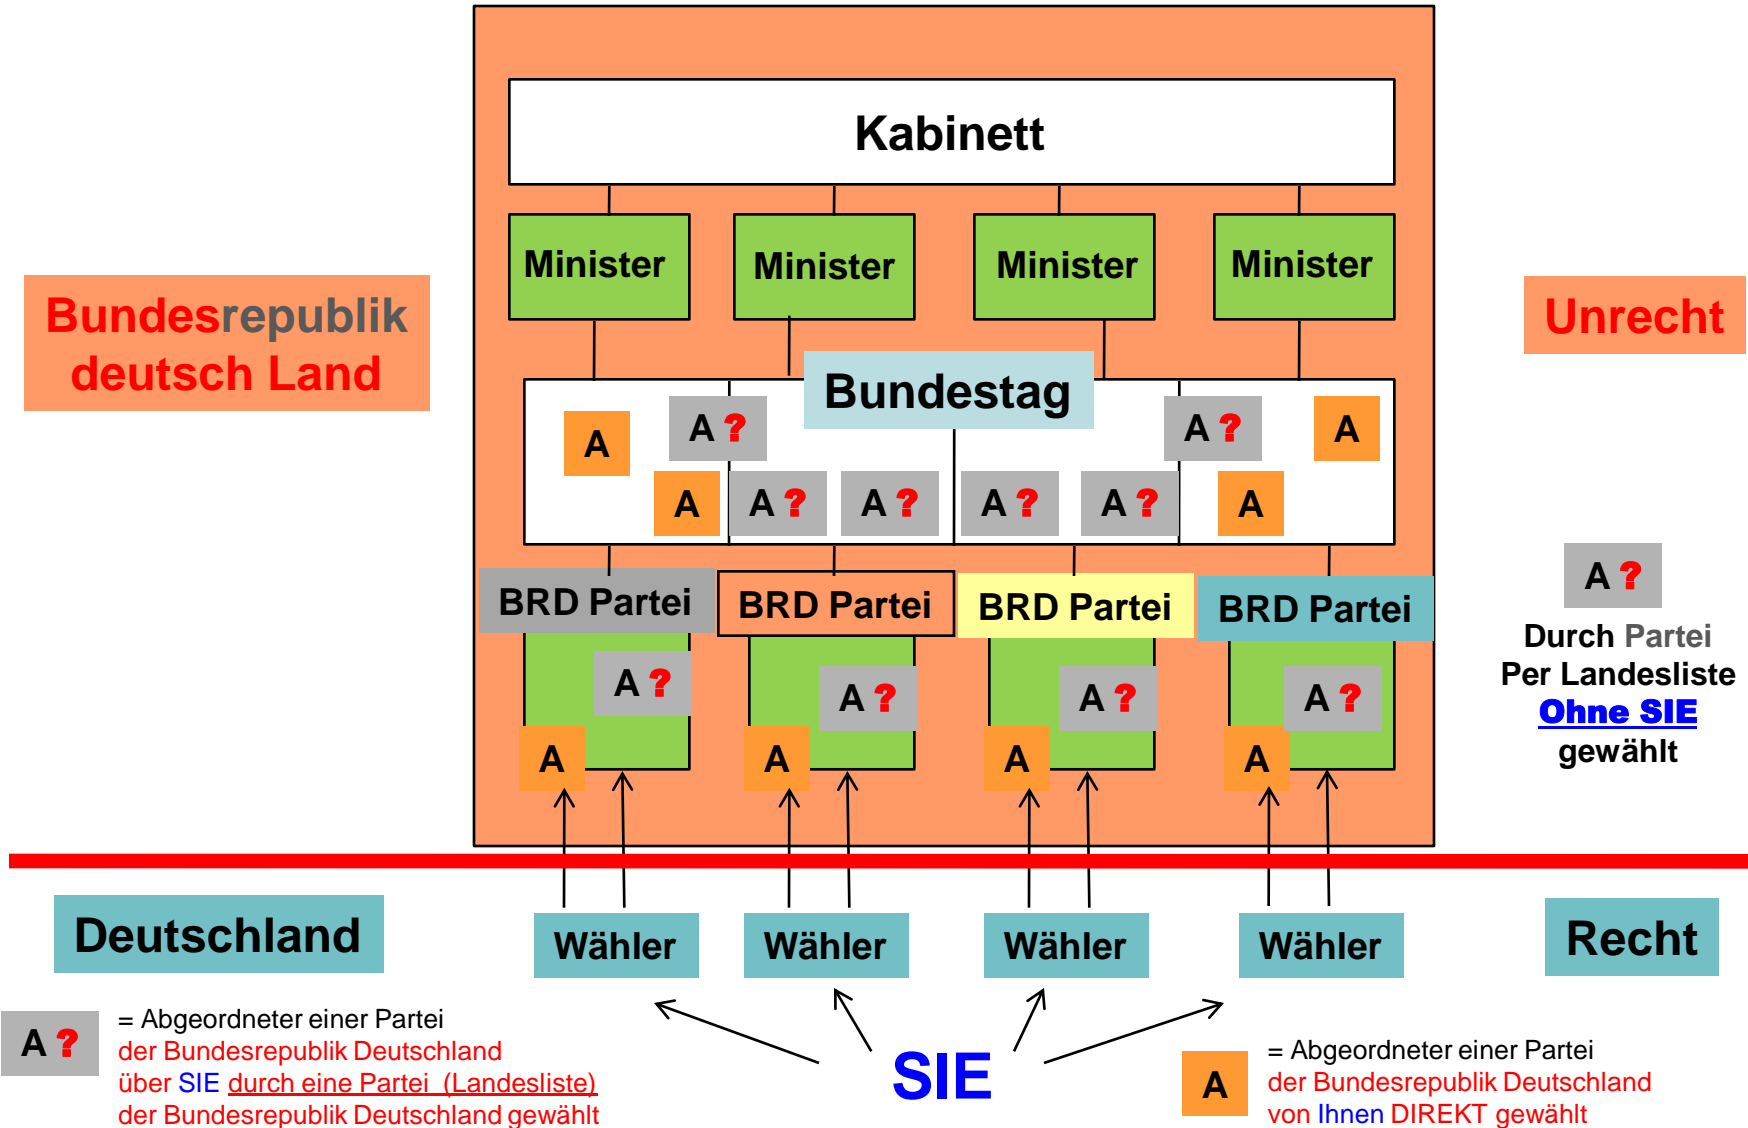 Kabinett
Minister
Minister
Minister
Minister
Bundesrepublik
deutsch Land
Unrecht
Bundestag
A
A ?
A ?
A
A
A ?
A ?
A ?
A ?
A
BRD Partei
BRD Partei
BRD Partei
BRD Partei
A ?
A ?
A ?
A ?
A
A
A
A
A ?
Durch Partei
Per Landesliste
Ohne SIE
gewählt
Deutschland
Wähler
Wähler
Wähler
Wähler
Recht
A ?
= Abgeordneter einer Partei
der Bundesrepublik Deutschland
über SIE durch eine Partei (Landesliste)
der Bundesrepublik Deutschland gewählt
SIE
A
= Abgeordneter einer Partei
der Bundesrepublik Deutschland
von Ihnen DIREKT gewählt